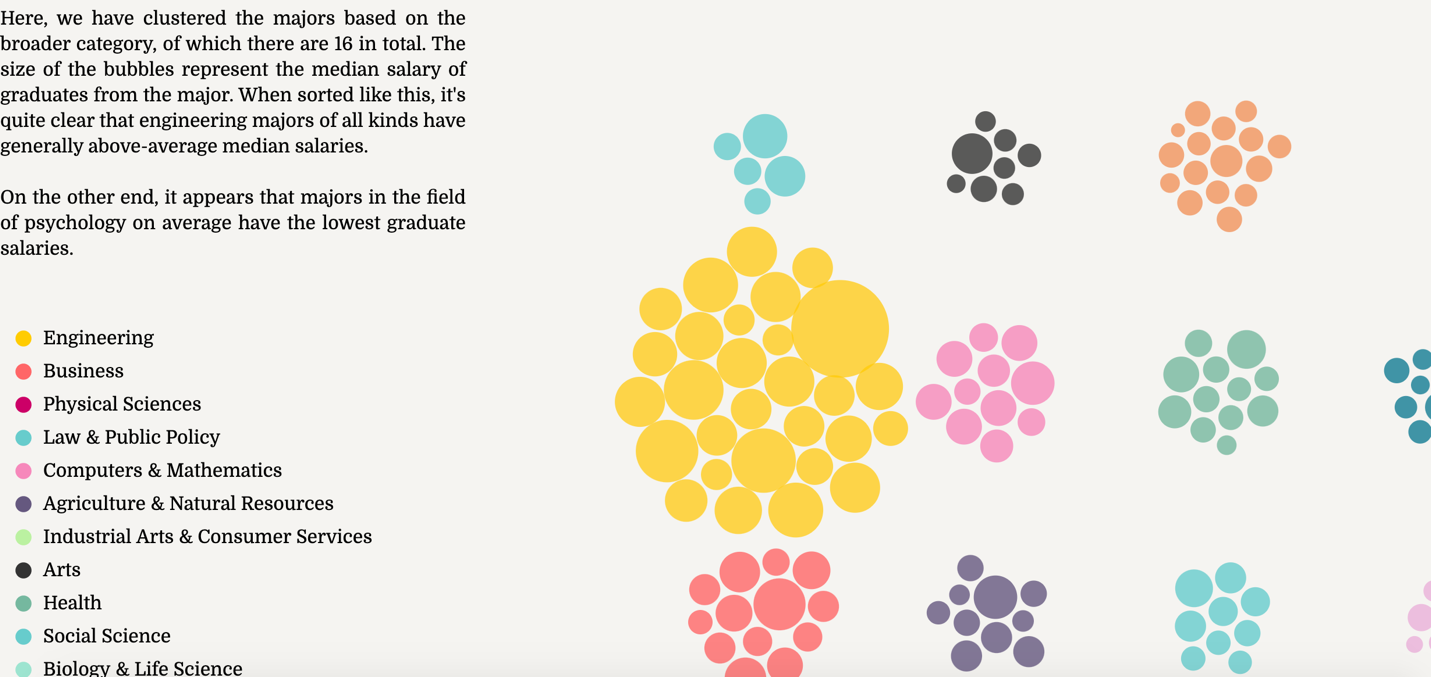 Here, we have clustered the majors based on the
broader category, of which there are 16 in total. The
size of the bubbles represent the median salary of
graduates from the major. When sorted like this, it's
quite clear that engineering majors of all kinds have
generally above-average median salaries.
On the other end, it appears that majors in the field
of psychology on average have the lowest graduate
salaries.
Engineering
Business
Physical Sciences
Law & Public Policy
Computers & Mathematics
Agriculture & Natural Resources
Industrial Arts & Consumer Services
Arts
Health
Social Science
Biology & Life Science